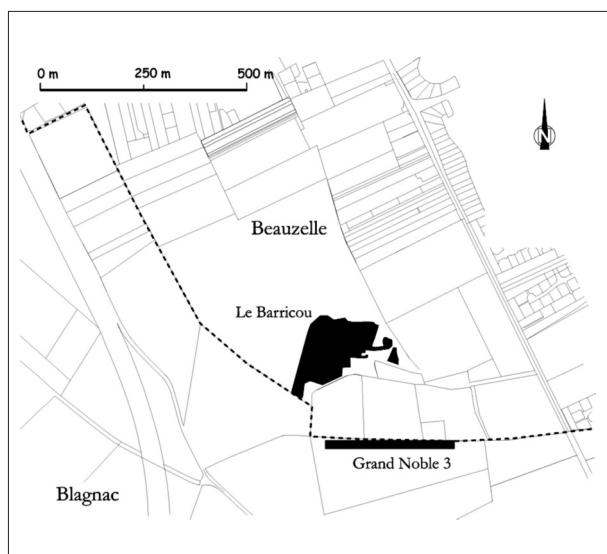 0 m 250 m 500 m
N
Beauzelle
Le Barricou
Grand Noble 3
Blagnac